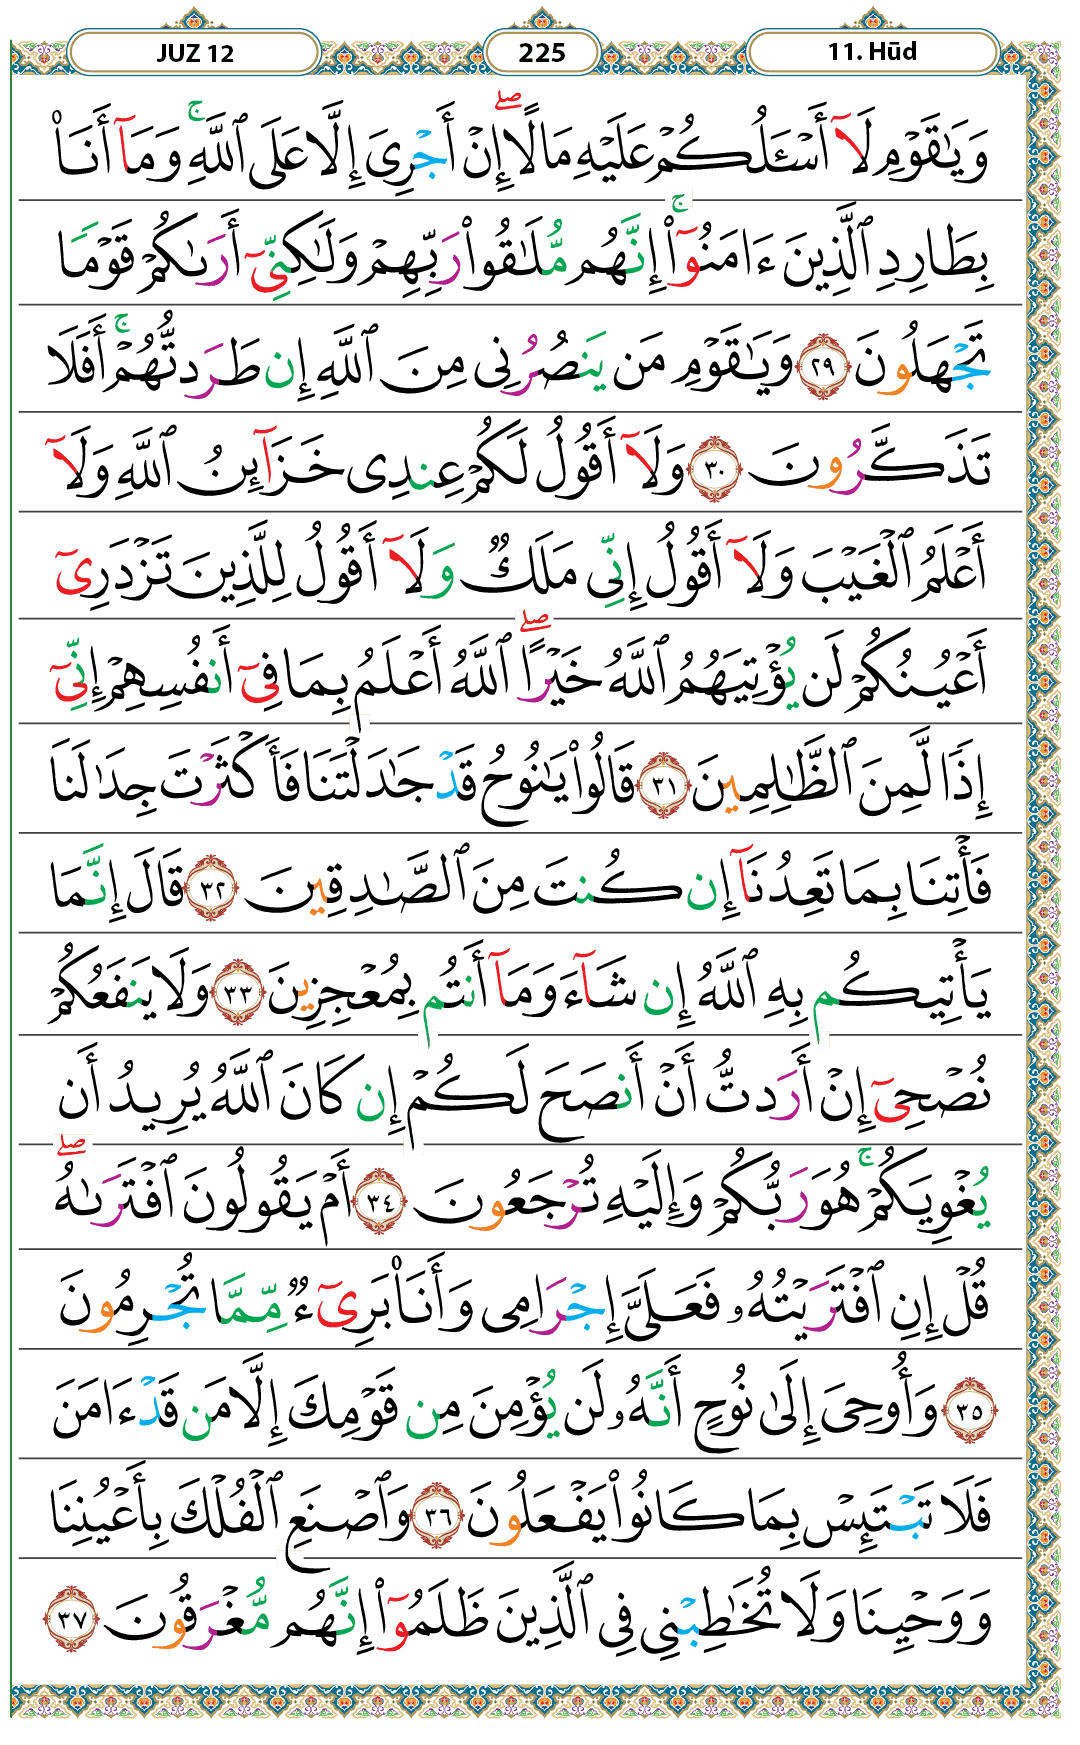 JUZ 12
225
11. Hūd
وَيَـٰقَوْمِ لَآ أَسْـَٔلُكُمْ عَلَيْهِ مَالًا ۖ إِنْ أَجْرِىَ إِلَّا عَلَى ٱللَّهِ ۚ وَمَآ أَنَا۠
بِطَارِدِ ٱلَّذِينَ ءَامَنُوٓا۟ ۚ إِنَّهُم مُّلَـٰقُوا۟ رَبِّهِمْ وَلَـٰكِنِّىٓ أَرَىٰكُمْ قَوْمًا
تَجْهَلُونَ ٢٩ وَيَـٰقَوْمِ مَن يَنصُرُنِى مِنَ ٱللَّهِ إِن طَرَدتُّهُمْ ۚ أَفَلَا
تَذَكَّرُونَ ٣٠ وَلَآ أَقُولُ لَكُمْ عِندِى خَزَآئِنُ ٱللَّهِ وَلَآ
أَعْلَمُ ٱلْغَيْبَ وَلَآ أَقُولُ إِنِّى مَلَكٌ وَلَآ أَقُولُ لِلَّذِينَ تَزْدَرِىٓ
أَعْيُنُكُمْ لَن يُؤْتِيَهُمُ ٱللَّهُ خَيْرًا ۖ ٱللَّهُ أَعْلَمُ بِمَا فِىٓ أَنفُسِهِمْ إِنِّىٓ
إِذًا لَّمِنَ ٱلظَّـٰلِمِينَ ٣١ قَالُوا۟ يَـٰنُوحُ قَدْ جَـٰدَلْتَنَا فَأَكْثَرْتَ جِدَٰلَنَا
فَأْتِنَا بِمَا تَعِدُنَآ إِن كُنتَ مِنَ ٱلصَّـٰدِقِينَ ٣٢ قَالَ إِنَّمَا
يَأْتِيكُم بِهِ ٱللَّهُ إِن شَآءَ وَمَآ أَنتُم بِمُعْجِزِينَ ٣٣ وَلَا يَنفَعُكُمْ
نُصْحِىٓ إِنْ أَرَدتُّ أَنْ أَنصَحَ لَكُمْ إِن كَانَ ٱللَّهُ يُرِيدُ أَن
يُغْوِيَكُمْ ۚ هُوَ رَبُّكُمْ وَإِلَيْهِ تُرْجَعُونَ ٣٤ أَمْ يَقُولُونَ ٱفْتَرَىٰهُ ۖ
قُلْ إِنِ ٱفْتَرَيْتُهُۥ فَعَلَىَّ إِجْرَامِى وَأَنَا۠ بَرِىٓءٌ مِّمَّا تُجْرِمُونَ
٣٥ وَأُوحِىَ إِلَىٰ نُوحٍ أَنَّهُۥ لَن يُؤْمِنَ مِن قَوْمِكَ إِلَّا مَن قَدْ ءَامَنَ
فَلَا تَبْتَئِسْ بِمَا كَانُوا۟ يَفْعَلُونَ ٣٦ وَٱصْنَعِ ٱلْفُلْكَ بِأَعْيُنِنَا
وَوَحْيِنَا وَلَا تُخَـٰطِبْنِى فِى ٱلَّذِينَ ظَلَمُوٓا۟ إِنَّهُم مُّغْرَقُونَ ٣٧